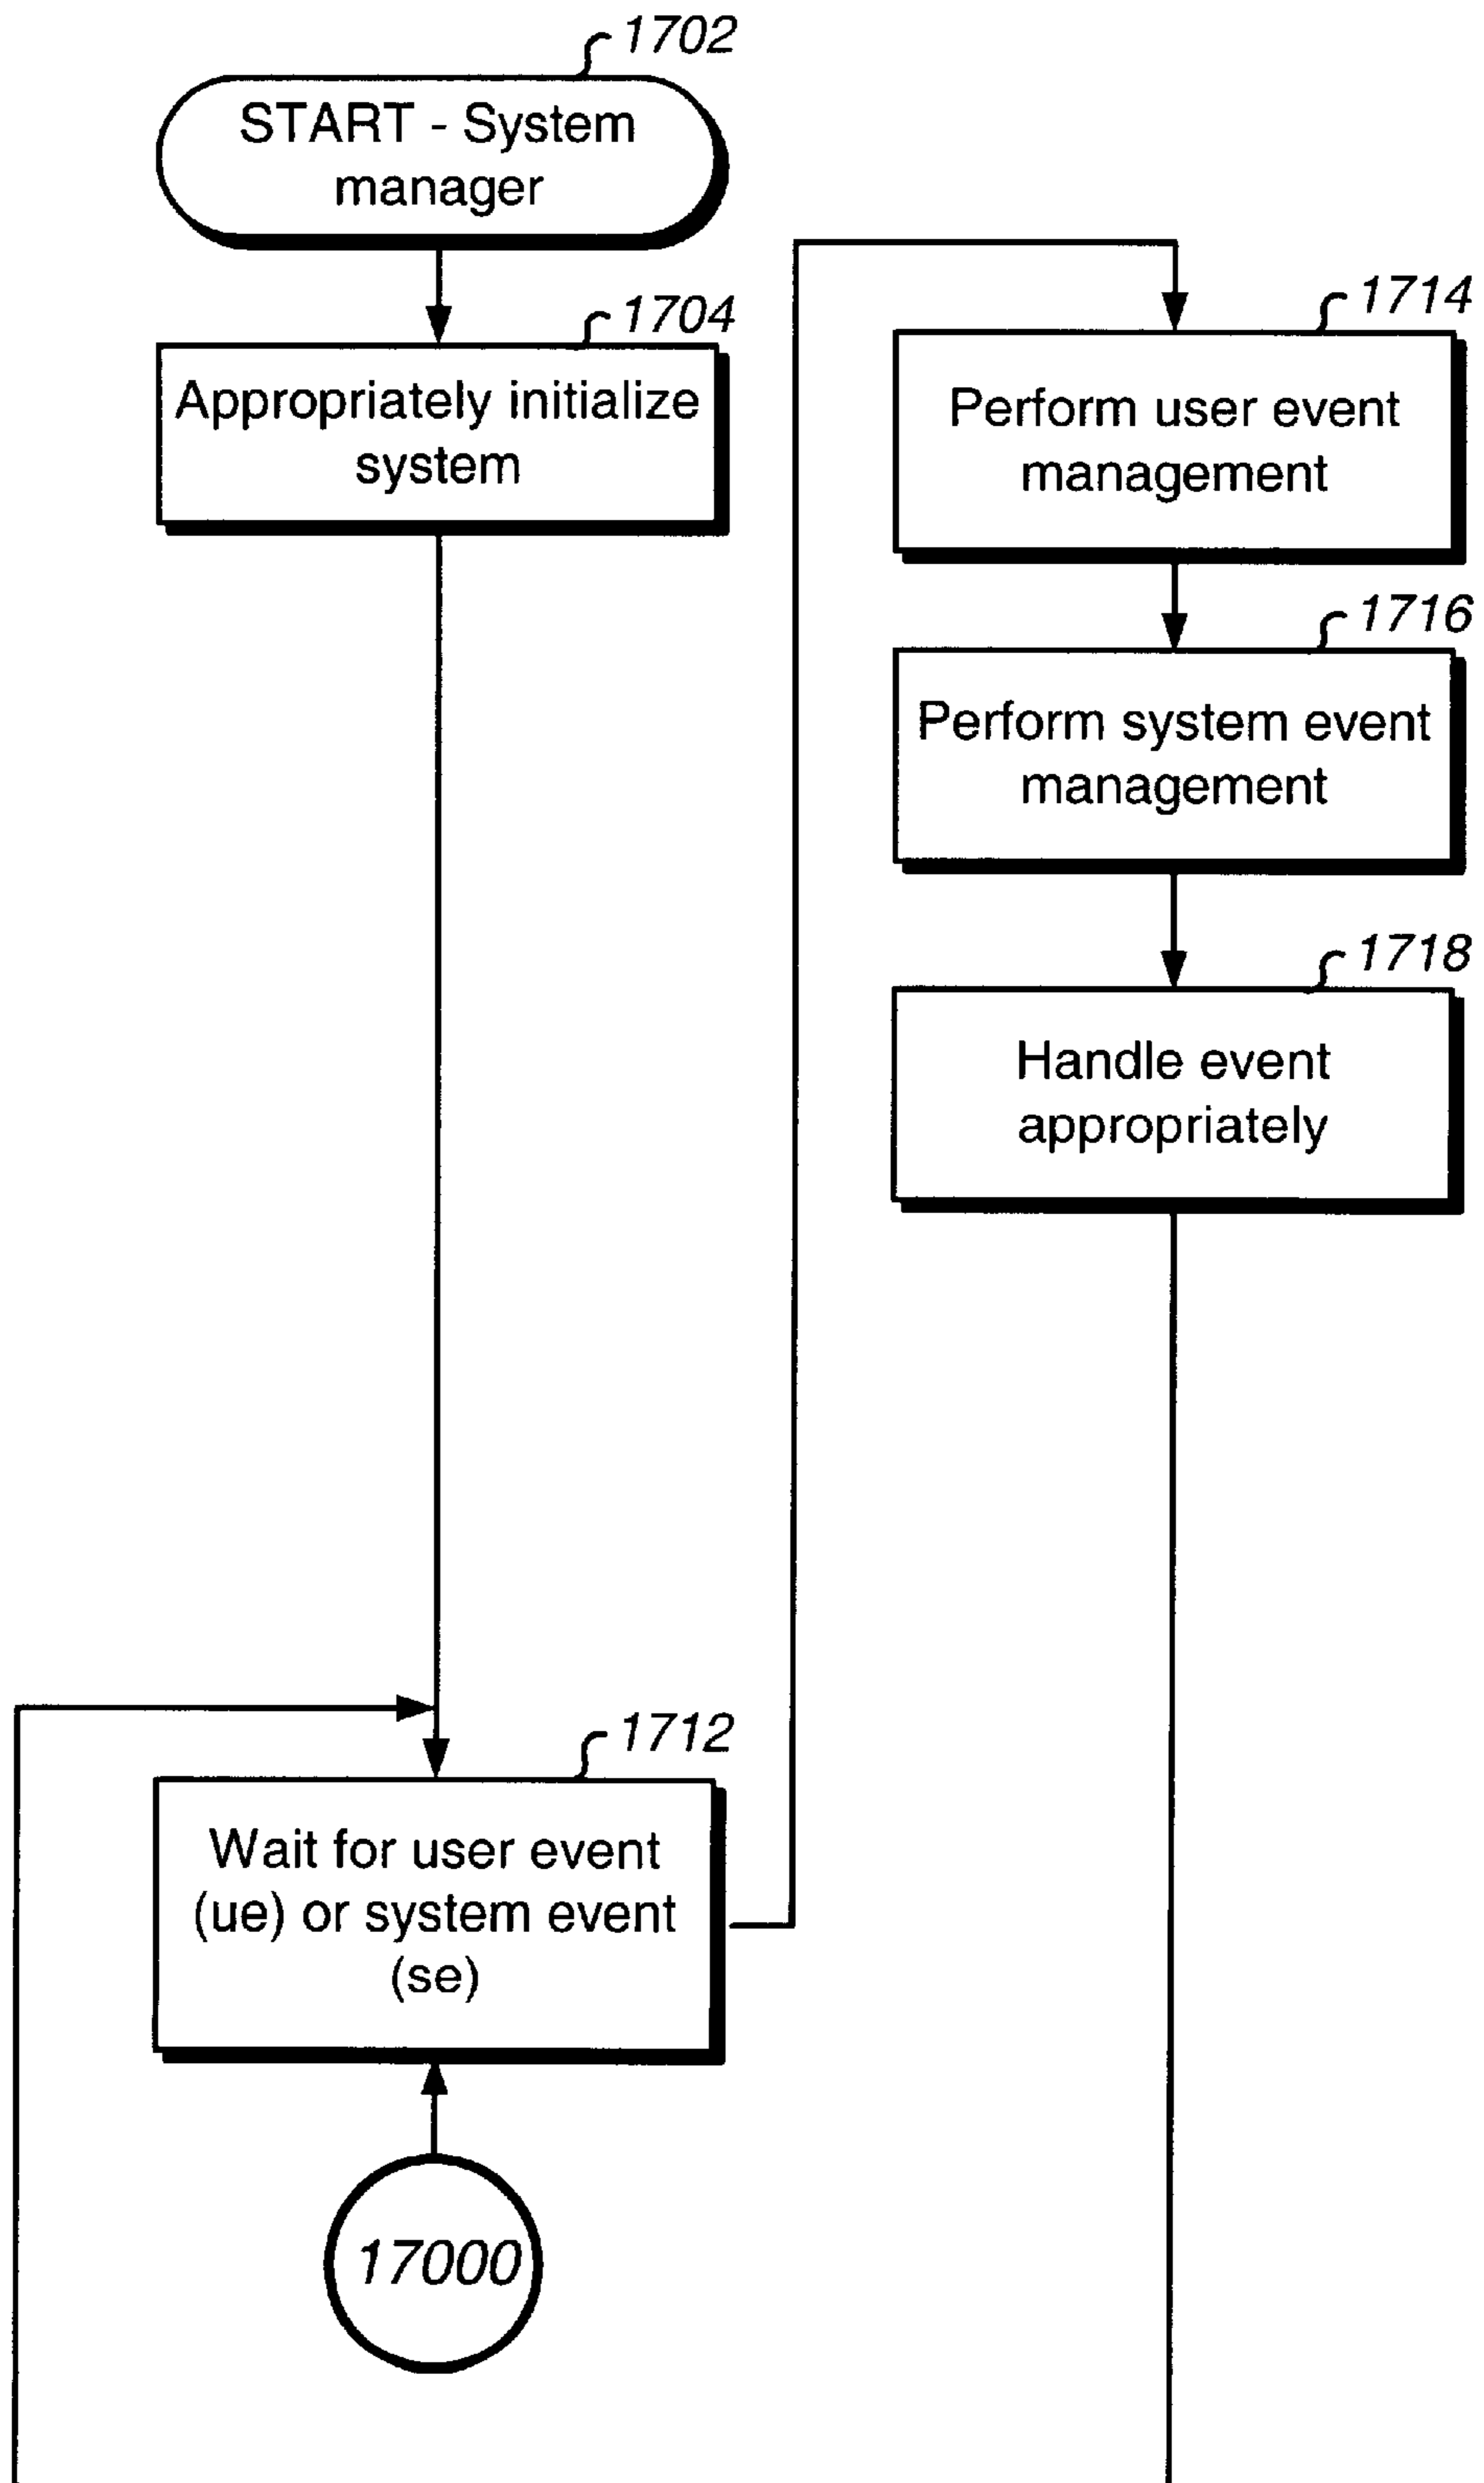 1702
START - System
manager
1704
Appropriately initialize
system
1712
Wait for user event
(ue) or system event
(se)
17000
1714
Perform user event
management
1716
Perform system event
management
1718
Handle event
appropriately